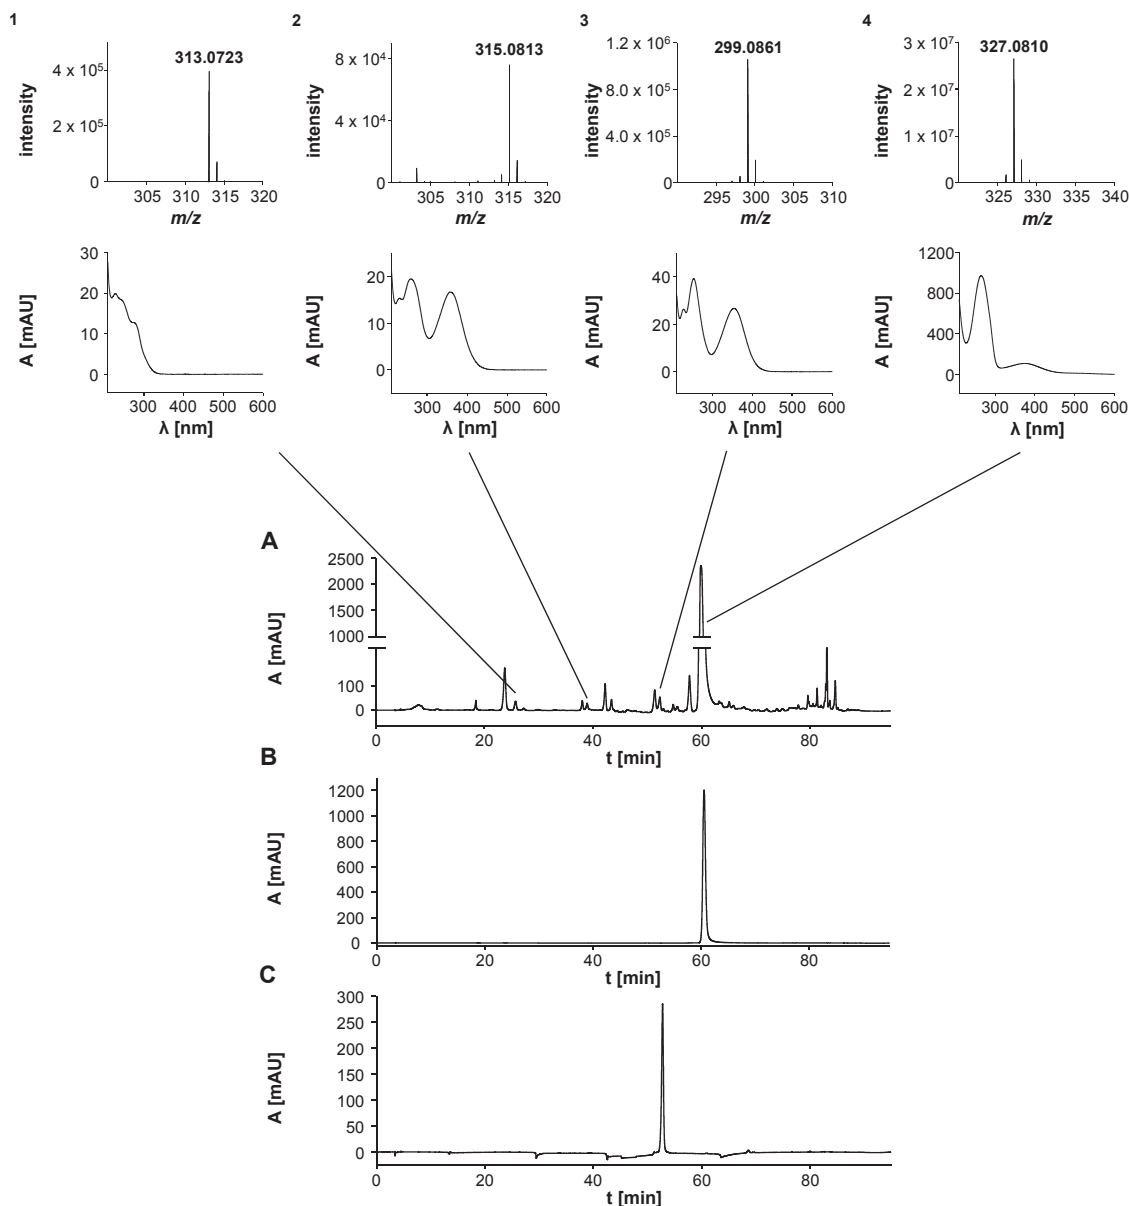 1 2 3 4
313.0723 315.0813 299.0861 327.0810
intensity
4 x 10⁵
2 x 10⁵
0
305 310 315 320
m/z
intensity
8 x 10⁴
4 x 10⁴
0
305 310 315 320
m/z
intensity
1.2 x 10⁶
8.0 x 10⁵
4.0 x 10⁵
0
295 300 305 310
m/z
intensity
3 x 10⁷
2 x 10⁷
1 x 10⁷
0
325 330 335 340
m/z
A [mAU]
30
20
10
0
300 400 500 600
λ [nm]
A [mAU]
20
10
0
300 400 500 600
λ [nm]
A [mAU]
40
20
0
300 400 500 600
λ [nm]
A [mAU]
1200
800
400
0
300 400 500 600
λ [nm]
A
A [mAU]
2500
2000
1500
1000
100
0
0 20 40 60 80
t [min]
B
A [mAU]
1200
1000
800
600
400
200
0
0 20 40 60 80
t [min]
C
A [mAU]
300
250
200
150
100
50
0
0 20 40 60 80
t [min]